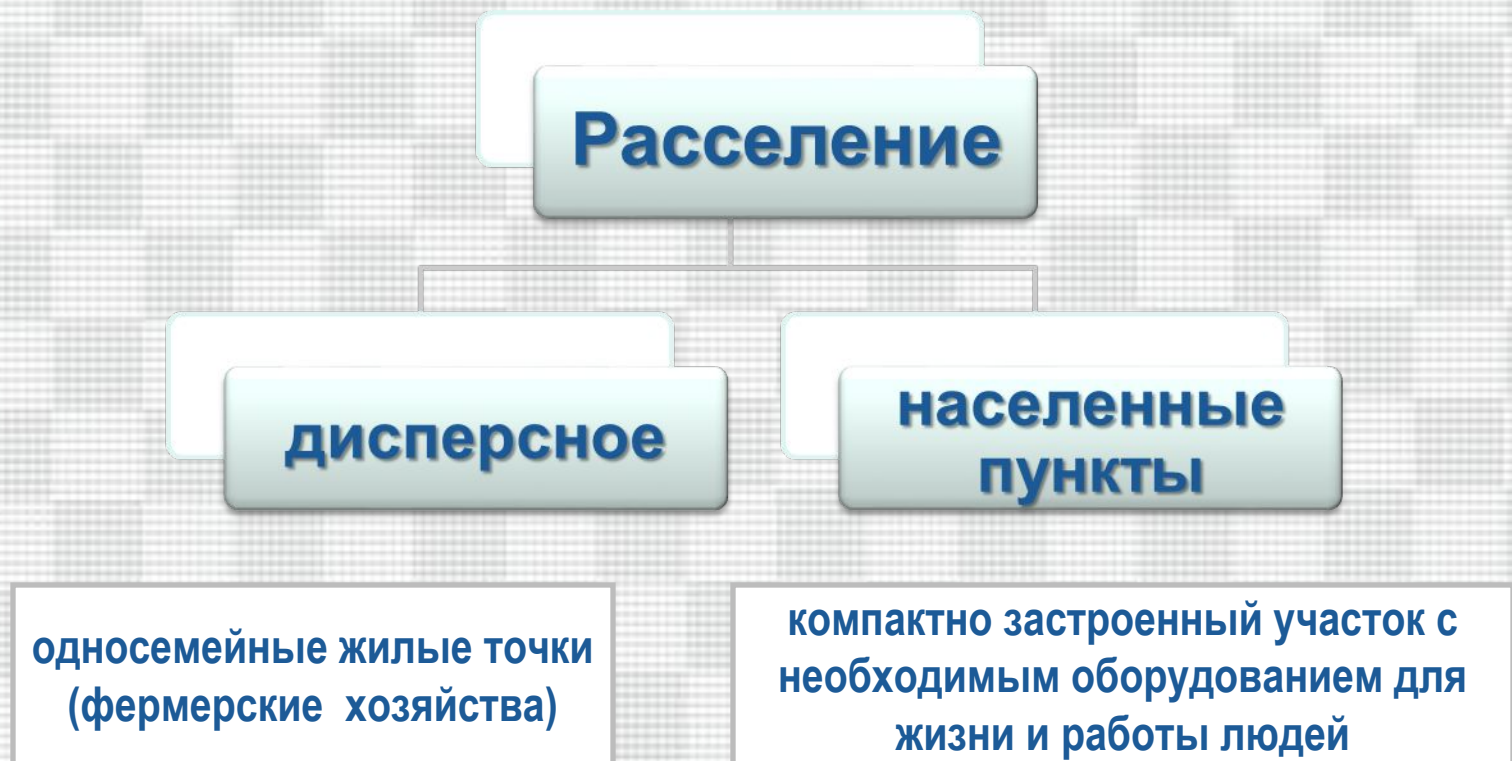 Расселение
дисперсное
населенные
пункты
односемейные жилые точки
(фермерские хозяйства)
компактно застроенный участок с
необходимым оборудованием для
жизни и работы людей